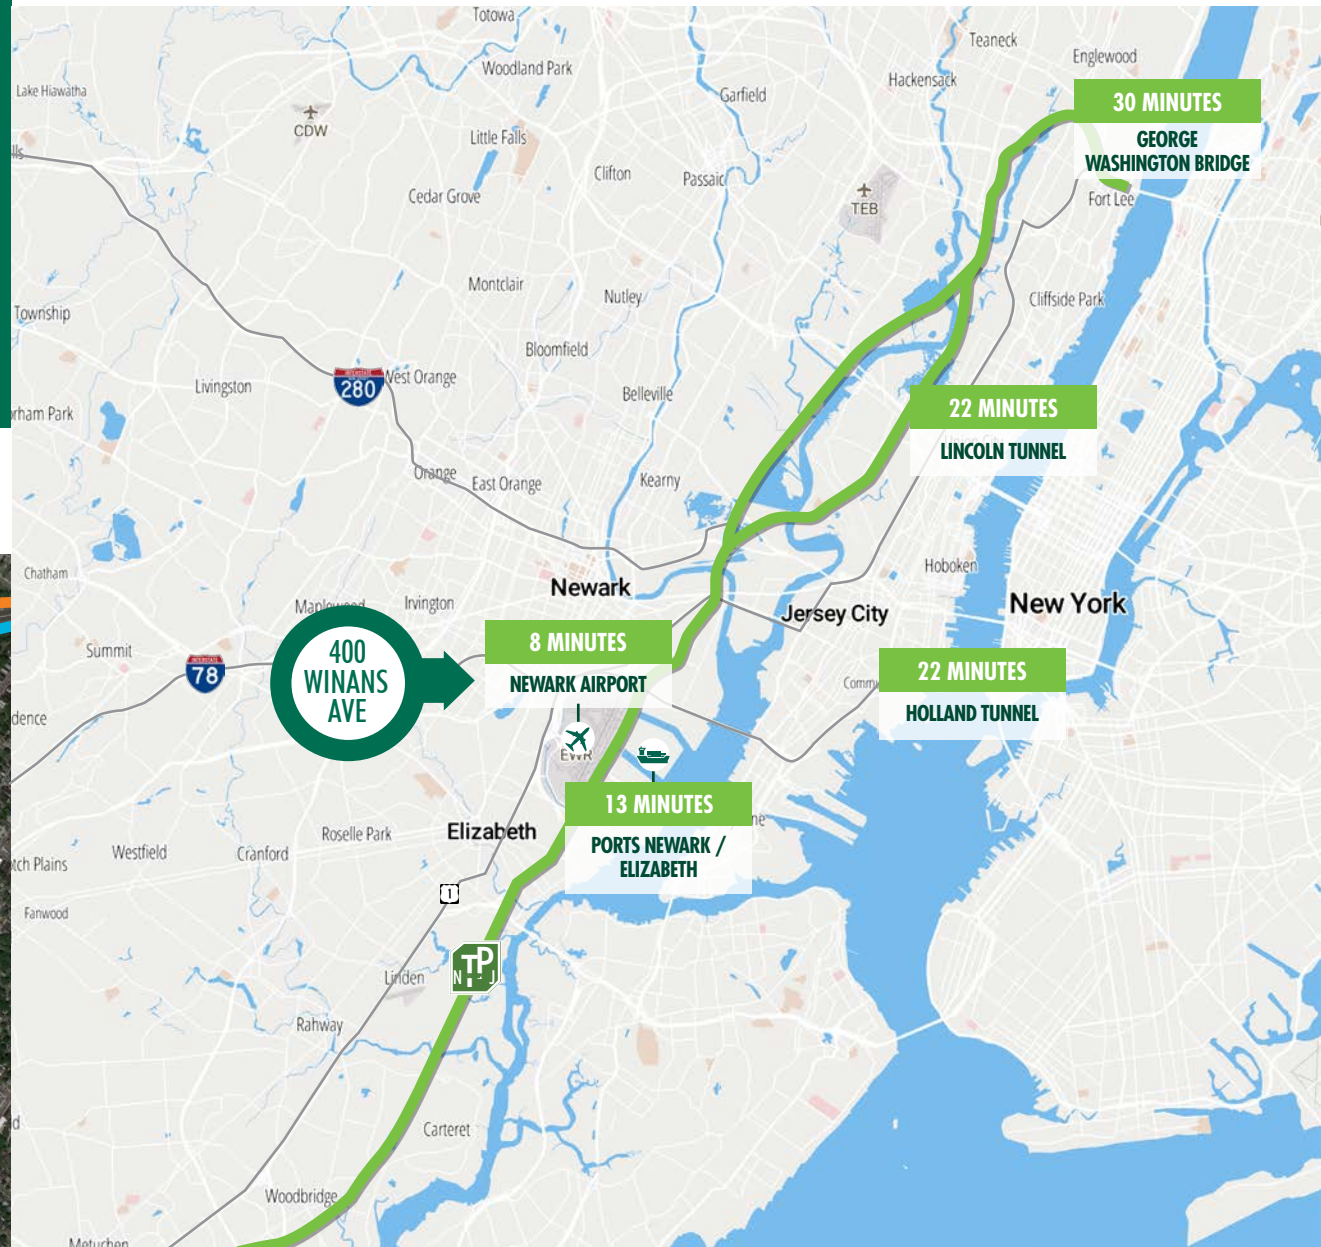 Totowa
Teaneck
Englewood
Woodland Park
Hackensack
Lake Hiawatha
Garfield
30 MINUTES
CDW
GEORGE
WASHINGTON BRIDGE
Little Falls
Clifton
Passaic
Cedar Grove
TEB
Fort Lee
Montclair
Nutley
Cliffside Park
Township
Bloomfield
INTERSTATE
280
West Orange
Livingston
Belleville
22 MINUTES
LINCOLN TUNNEL
Orange
East Orange
Kearny
Chatham
Hoboken
Newark
Maplewood
Irvington
Jersey City
New York
8 MINUTES
NEWARK AIRPORT
Summit
INTERSTATE
78
400
WINANS
AVE
22 MINUTES
HOLLAND TUNNEL
EWR
13 MINUTES
PORTS NEWARK /
ELIZABETH
Elizabeth
Roselle Park
Westfield
Cranford
Fanwood
1
N TP J
Linden
Rahway
Carteret
Woodbridge
Metuchen